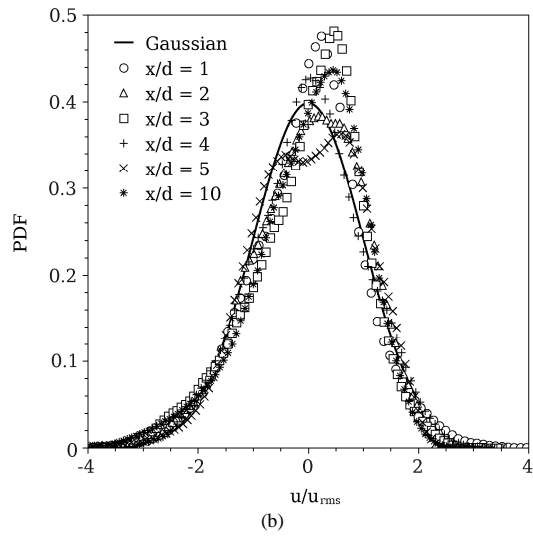 0.5
Gaussian
x/d = 1
x/d = 2
x/d = 3
x/d = 4
x/d = 5
x/d = 10
0.4
0.3
0.2
0.1
0
PDF
-4 -2 0 2 4
u/u_rms
(b)